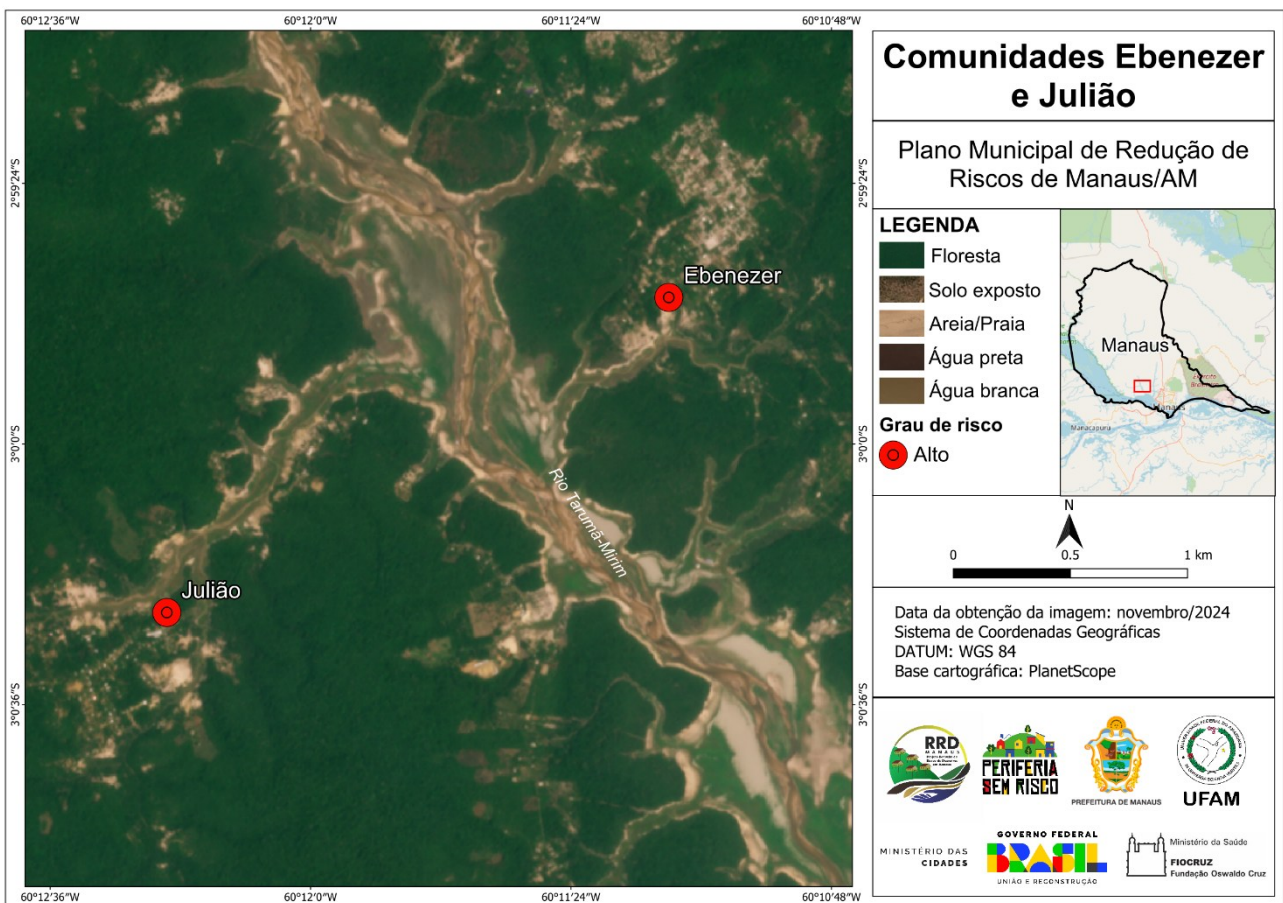 60°12'36"W
60°12'0"W
60°11'24"W
60°10'48"W
2°59'24"S
3°0'0"S
3°0'36"S
2°59'24"S
3°0'0"S
3°0'36"S
Ebenezer
Julião
Rio Tarumã-Mirim
60°12'36"W
60°12'0"W
60°11'24"W
60°10'48"W
Comunidades Ebenezer
e Julião
Plano Municipal de Redução de
Riscos de Manaus/AM
LEGENDA
Floresta
Solo exposto
Areia/Praia
Água preta
Água branca
Grau de risco
Alto
Manaus
Manaus
Manacapuru
N
0 0.5 1 km
Data da obtenção da imagem: novembro/2024
Sistema de Coordenadas Geográficas
DATUM: WGS 84
Base cartográfica: PlanetScope
RRD
MANAUS
PERIFERIA
SEM RISCO
PREFEITURA DE MANAUS
UFAM
MINISTÉRIO DAS
CIDADES
GOVERNO FEDERAL
BRASIL
UNIÃO E RECONSTRUÇÃO
Ministério da Saúde
FIOCRUZ
Fundação Oswaldo Cruz